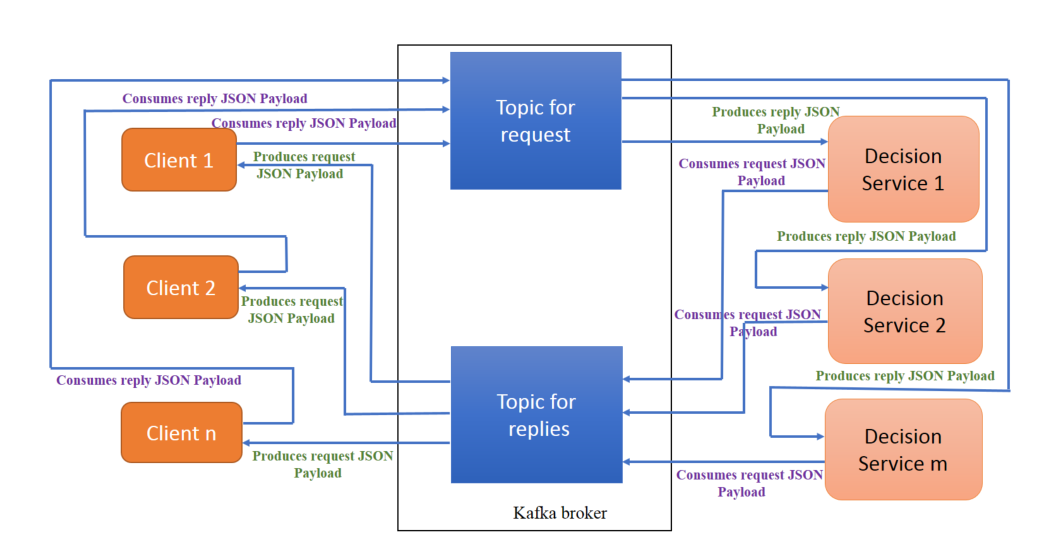 Consumes reply JSON Payload
Topic for
request
Consumes reply JSON Payload
Client 1
Produces request
JSON Payload
Produces reply JSON
Payload
Decision
Service 1
Consumes request JSON
Payload
Produces reply JSON Payload
Client 2
Produces request
JSON Payload
Decision
Service 2
Consumes request JSON
Payload
Consumes reply JSON Payload
Produces reply JSON Payload
Topic for
replies
Client n
Produces request JSON
Payload
Decision
Service m
Consumes request JSON
Payload
Kafka broker